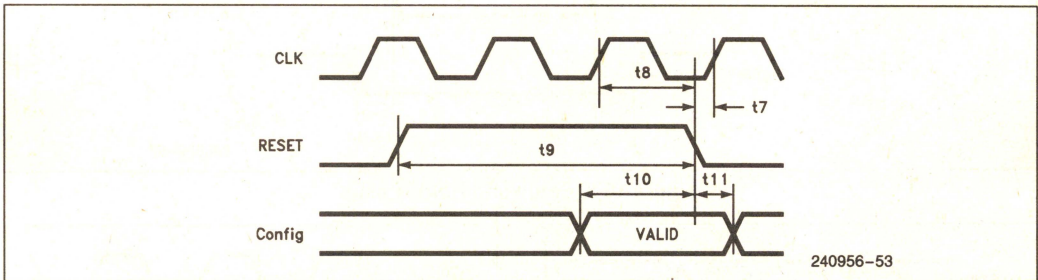 CLK
t8
t7
RESET
t9
t10
t11
Config
VALID
240956–53